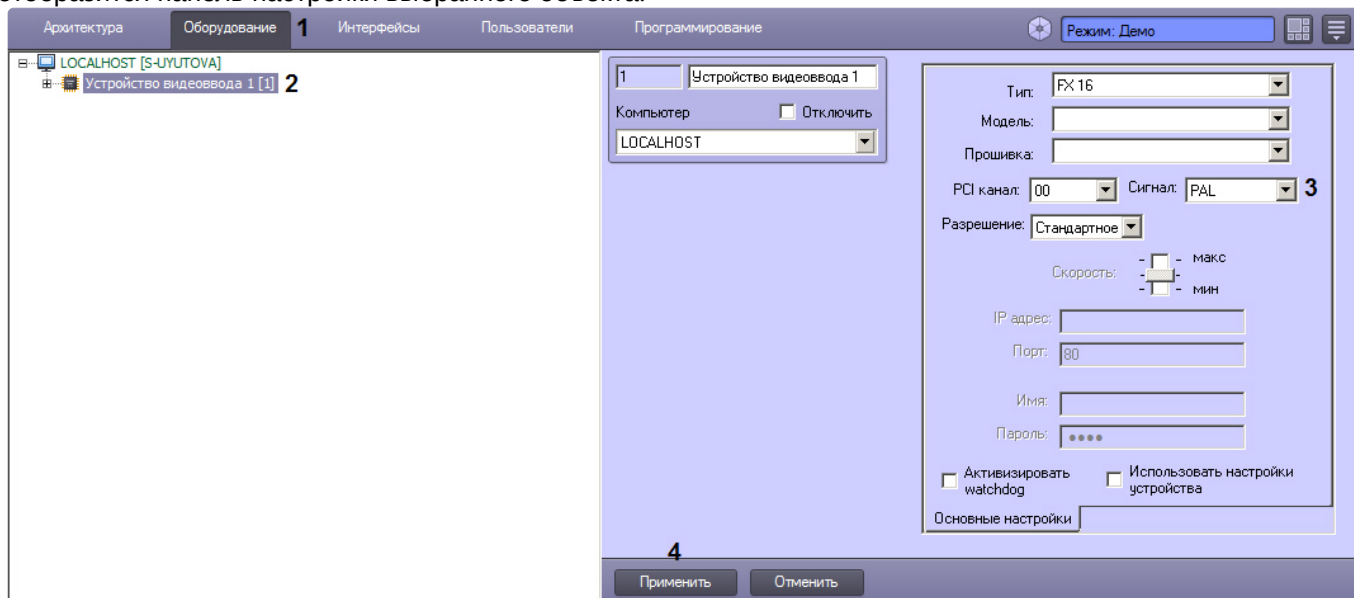 отобразится панель настройки выбранного объекта.
Архитектура Оборудование 1 Интерфейсы Пользователи Программирование Режим: Демо
LOCALHOST [S-UYUTOVA]
Устройство видеоввода 1 [1] 2
1 Устройство видеоввода 1
Компьютер Отключить
LOCALHOST
Тип: FX 16
Модель:
Прошивка:
PCI канал: 00 Сигнал: PAL 3
Разрешение: Стандартное
макс
Скорость:
мин
IP адрес:
Порт: 80
Имя:
Пароль: ●●●●
Активизировать watchdog
Использовать настройки устройства
Основные настройки
4
Применить Отменить